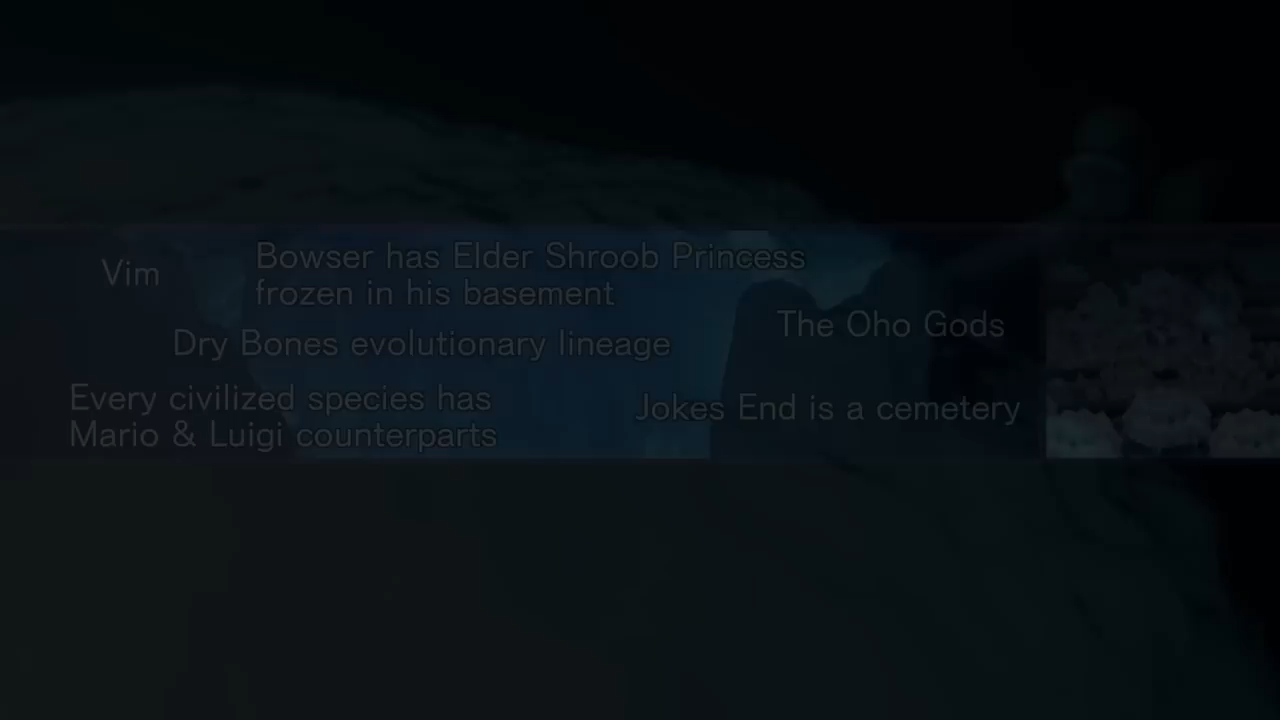 Vim
Bowser has Elder Shroob Princess
frozen in his basement
The Oho Gods
Dry Bones evolutionary lineage
Every civilized species has
Mario & Luigi counterparts
Jokes End is a cemetery